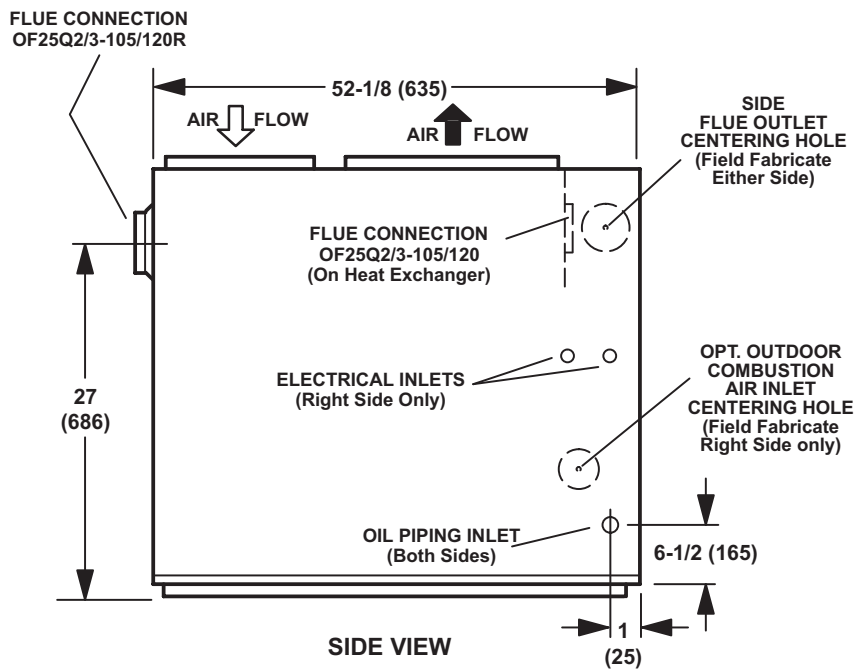 FLUE CONNECTION
OF25Q2/3-105/120R
52-1/8 (635)
AIR FLOW
AIR FLOW
SIDE
FLUE OUTLET
CENTERING HOLE
(Field Fabricate
Either Side)
FLUE CONNECTION
OF25Q2/3-105/120
(On Heat Exchanger)
27
(686)
ELECTRICAL INLETS
(Right Side Only)
OPT. OUTDOOR
COMBUSTION
AIR INLET
CENTERING HOLE
(Field Fabricate
Right Side only)
OIL PIPING INLET
(Both Sides)
6-1/2 (165)
1
(25)
SIDE VIEW